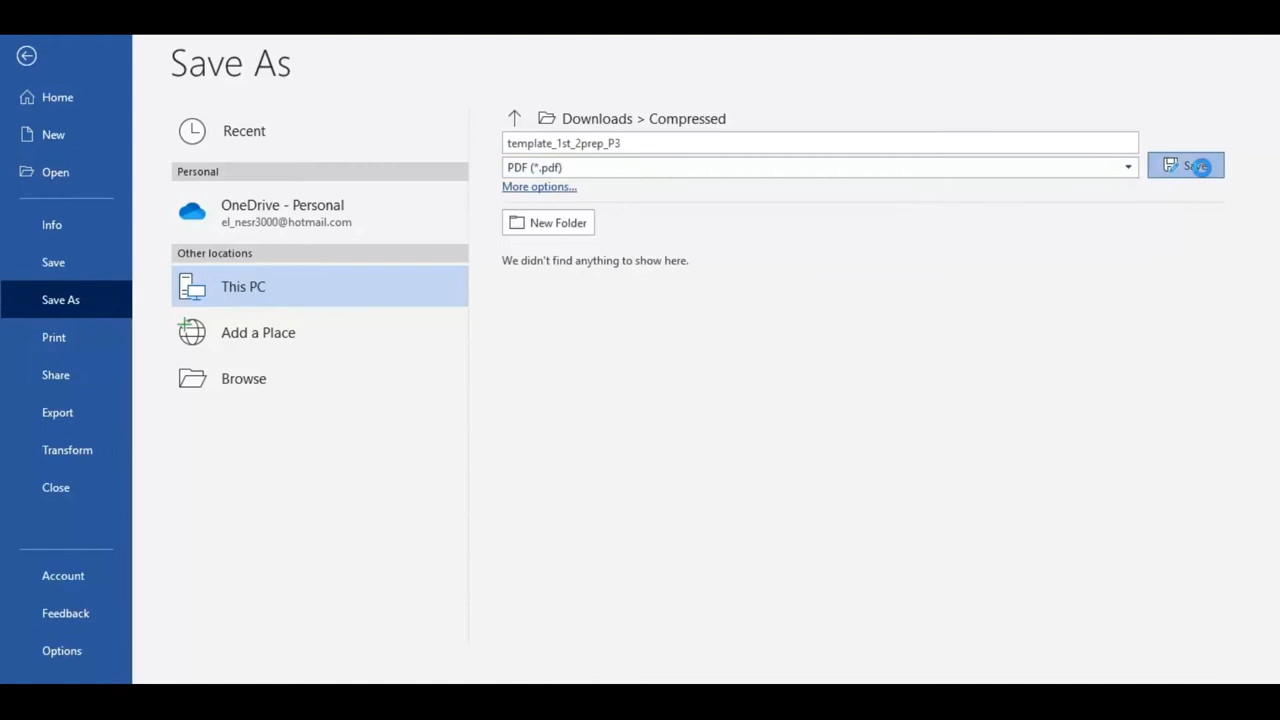 Save As
Home
New
Open
Info
Save
Save As
Print
Share
Export
Transform
Close
Account
Feedback
Options
Recent
Personal
OneDrive - Personal
el_nesr3000@hotmail.com
Other locations
This PC
Add a Place
Browse
Downloads > Compressed
template_1st_2prep_P3
PDF (*.pdf)
Save
More options...
New Folder
We didn't find anything to show here.